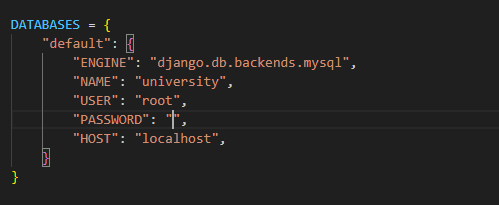 DATABASES = {
    "default": {
        "ENGINE": "django.db.backends.mysql",
        "NAME": "university",
        "USER": "root",
        "PASSWORD": "",
        "HOST": "localhost",
    }
}